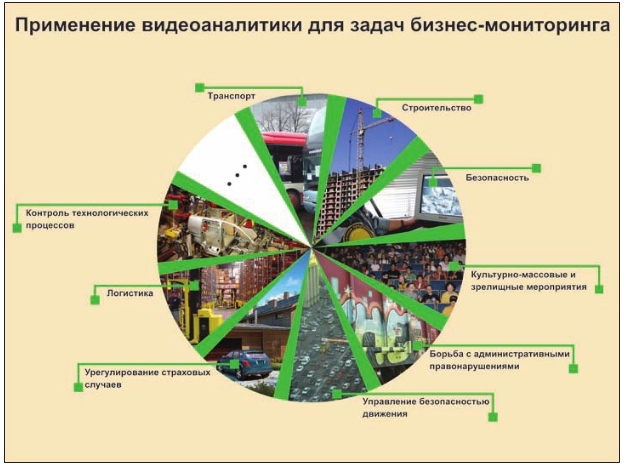 Применение видеоаналитики для задач бизнес-мониторинга
Транспорт
Строительство
Безопасность
Контроль технологических
процессов
Культурно-массовые и
зрелищные мероприятия
Логистика
Борьба с административными
правонарушениями
Урегулирование страховых
случаев
Управление безопасностью
движения